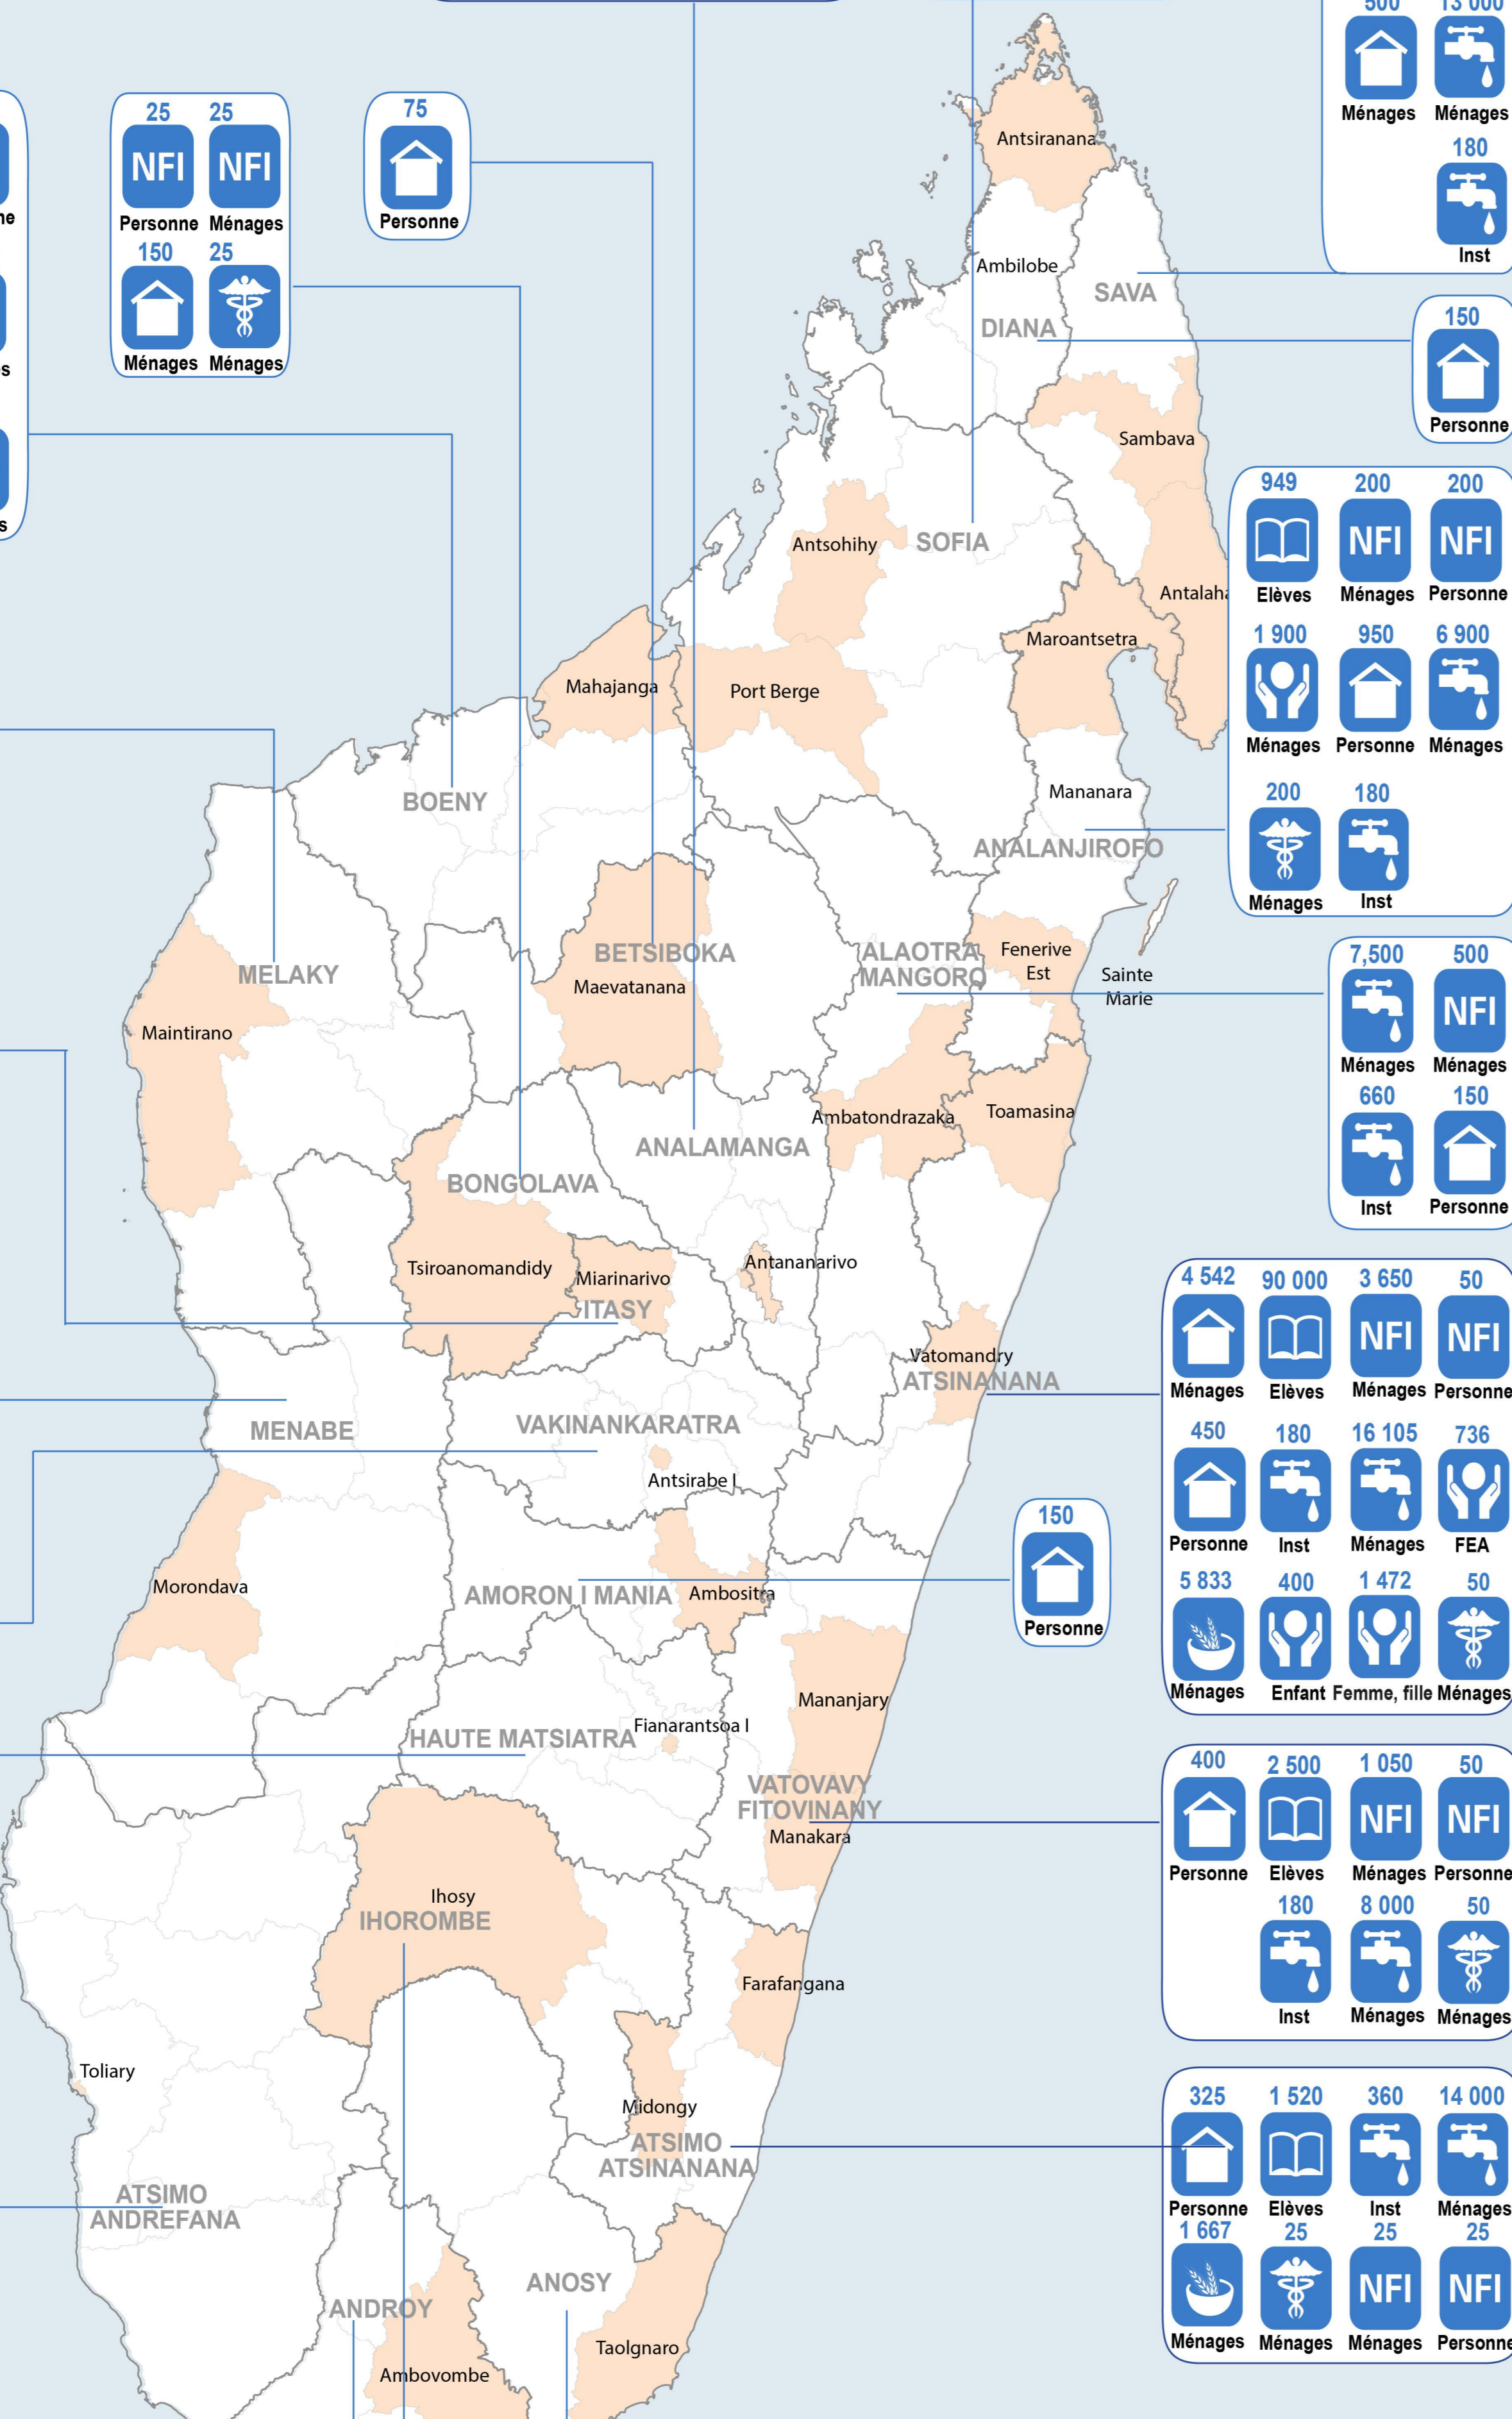 500 13 000
Ménages Ménages
180
Inst
25 25
NFI NFI
Personne Ménages
150 25
Ménages Ménages
75
Personne
Antsiranana
Ambilobe
SAVA
DIANA
150
Personne
Sambava
Antsohihy
SOFIA
949 200 200
NFI NFI
Elèves Ménages Personne
1 900 950 6 900
Ménages Personne Ménages
200 180
Ménages Inst
Maroantsetra
Mahajanga
Port Berge
BOENY
Mananara
ANALANJIROFO
BETSIBOKA
Maevatanana
MELAKY
Maintirano
ALAOTRA
MANGORO
Fenerive
Est
Sainte
Marie
7,500 500
NFI
Ménages Ménages
660 150
Inst Personne
Ambatondrazaka
Toamasina
ANALAMANGA
BONGOLAVA
Tsiroanomandidy
Miarinarivo
ITASY
Antananarivo
Vatomandry
ATSINANANA
4 542 90 000 3 650 50
NFI NFI
Ménages Elèves Ménages Personne
450 180 16 105 736
Personne Inst Ménages FEA
5 833 400 1 472 50
Ménages Enfant Femme, fille Ménages
MENABE
VAKINANKARATRA
Antsirabe I
Morondava
AMORON I MANIA
Ambositra
150
Personne
Mananjary
HAUTE MATSIATRA
Fianarantsoa I
VATOVAVY
FITOVINANY
Manakara
400 2 500 1 050 50
NFI NFI
Personne Elèves Ménages Personne
180 8 000 50
Inst Ménages Ménages
Ihosy
IHOROMBE
Farafangana
Toliary
Midongy
ATSIMO
ATSINANANA
325 1 520 360 14 000
Personne Elèves Inst Ménages
1 667 25 25 25
NFI NFI
Ménages Ménages Ménages Personne
ATSIMO
ANDREFANA
ANOSY
ANDROY
Taolgnaro
Ambovombe